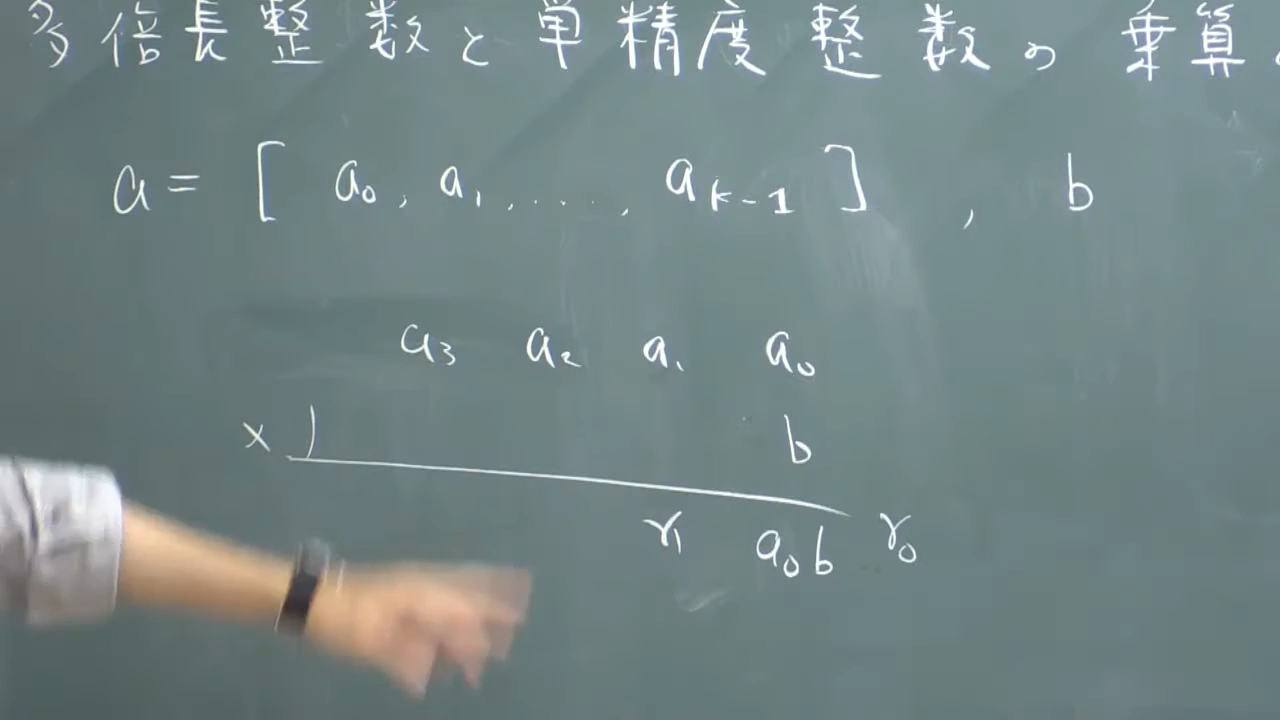 多倍長整数と単精度整数の乗算
a = [ a₀, a₁, ....., aₖ₋₁ ] , b
a₃ a₂ a₁ a₀
× ) b
r₁ a₀b r₀